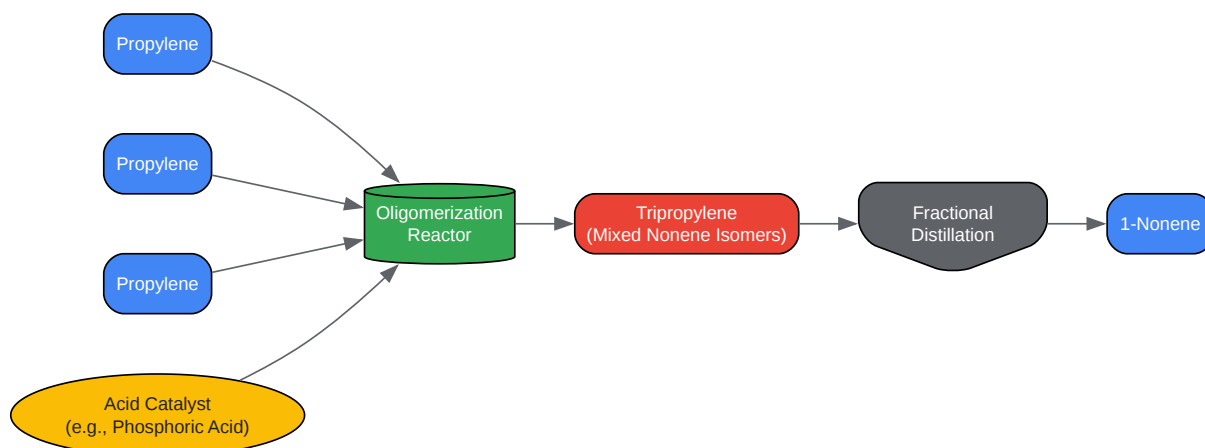 Propylene
Propylene
Propylene
Acid Catalyst
(e.g., Phosphoric Acid)
Oligomerization
Reactor
Tripropylene
(Mixed Nonene Isomers)
Fractional
Distillation
1-Nonene